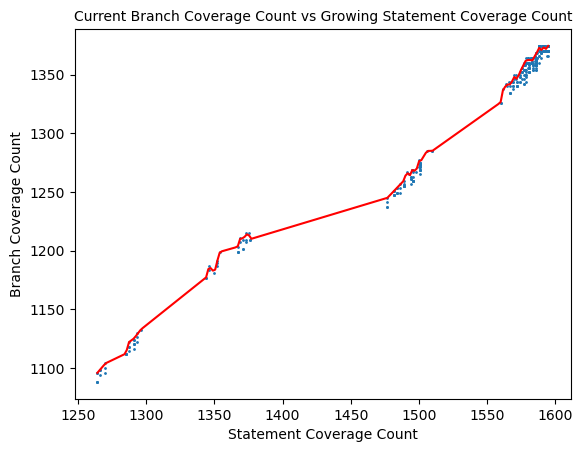 Current Branch Coverage Count vs Growing Statement Coverage Count
Branch Coverage Count
1350
1300
1250
1200
1150
1100
1250 1300 1350 1400 1450 1500 1550 1600
Statement Coverage Count